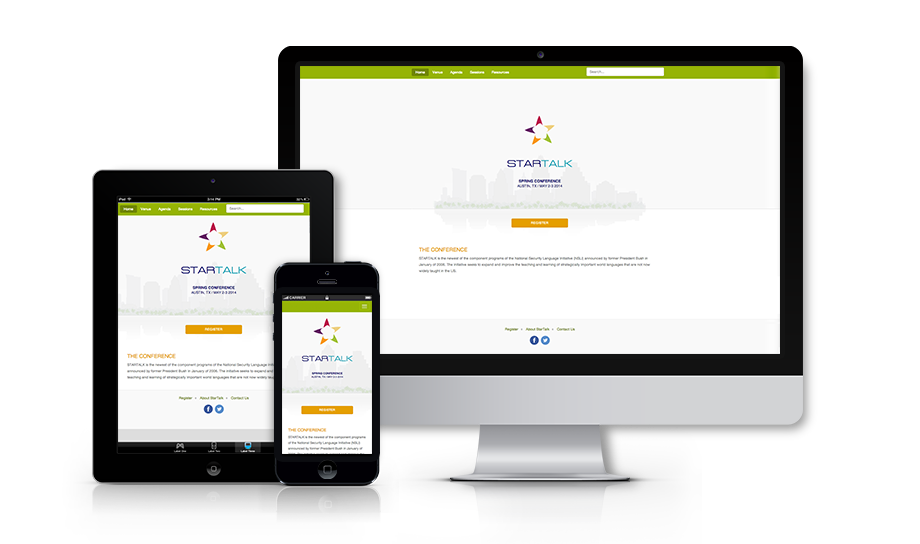 Home Venue Agenda Sessions Resources Search...
STARTALK
SPRING CONFERENCE
AUSTIN, TX / MAY 2-3 2014
REGISTER
THE CONFERENCE
STARTALK is the newest of the component programs of the National Security Language Initiative (NSLI) announced by former President Bush in
January of 2006. The initiative seeks to expand and improve the teaching and learning of strategically important world languages that are not now
widely taught in the US.
Register • About StarTalk • Contact Us
iPad 3:14 PM
Home Venue Agenda Sessions Resources Search...
STARTALK
SPRING CONFERENCE
AUSTIN, TX / MAY 2-3 2014
REGISTER
THE CONFERENCE
STARTALK is the newest of the component programs of the National Security Language Initiative
announced by former President Bush in January of 2006. The initiative seeks to expand and
teaching and learning of strategically important world languages that are not now widely
Register • About StarTalk • Contact Us
CARRIER
STARTALK
SPRING CONFERENCE
AUSTIN, TX / MAY 2-3 2014
REGISTER
THE CONFERENCE
STARTALK is the newest of the component programs
of the National Security Language Initiative (NSLI)
announced by former President Bush in January of